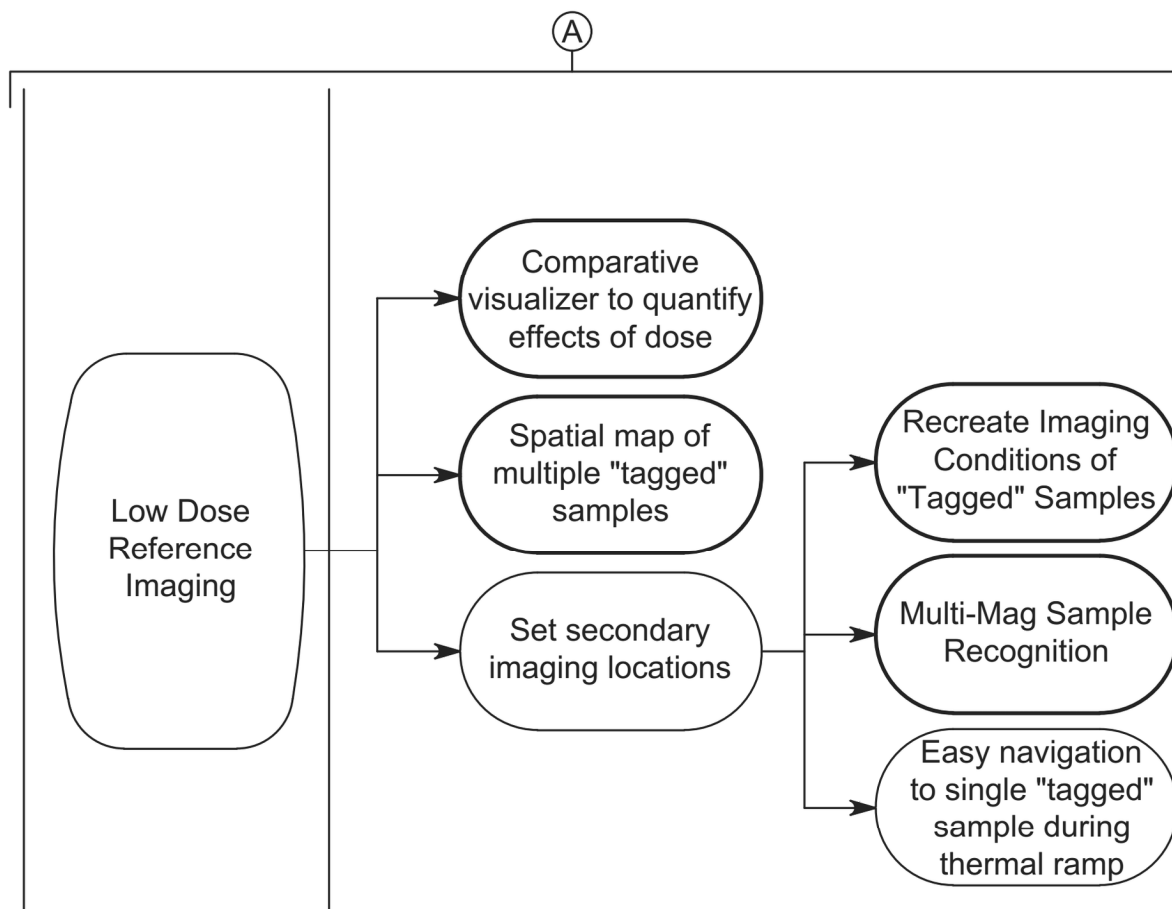 A
Comparative
visualizer to quantify
effects of dose
Spatial map of
multiple "tagged"
samples
Low Dose
Reference
Imaging
Set secondary
imaging locations
Recreate Imaging
Conditions of
"Tagged" Samples
Multi-Mag Sample
Recognition
Easy navigation
to single "tagged"
sample during
thermal ramp